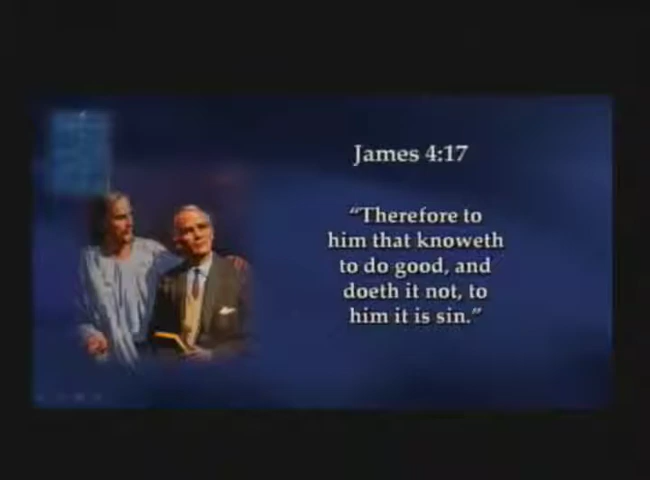 James 4:17
“Therefore to
him that knoweth
to do good, and
doeth it not, to
him it is sin.”